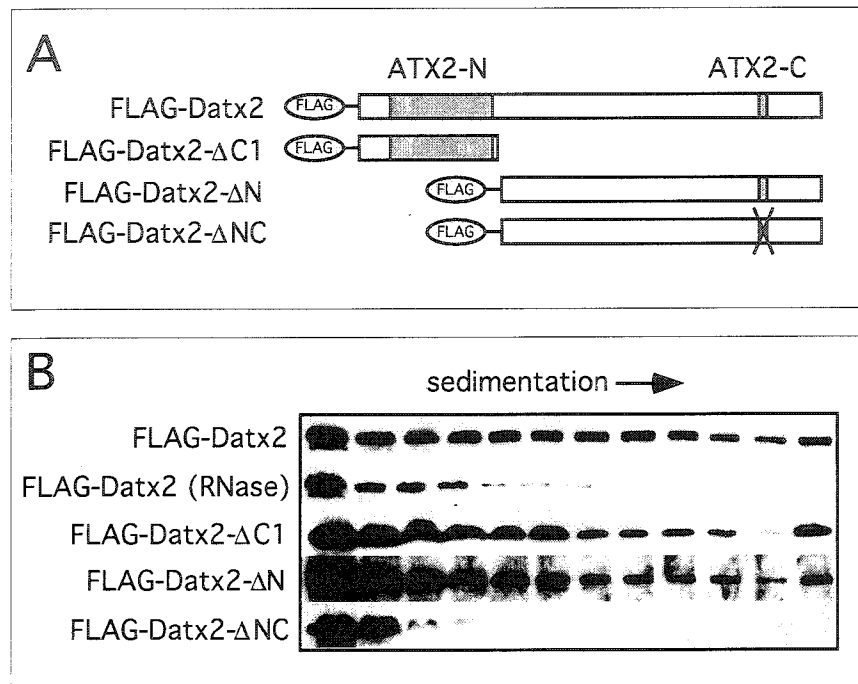 A
ATX2-N ATX2-C
FLAG-Datx2 FLAG
FLAG-Datx2-ΔC1 FLAG
FLAG-Datx2-ΔN FLAG
FLAG-Datx2-ΔNC FLAG
B
sedimentation
FLAG-Datx2
FLAG-Datx2 (RNase)
FLAG-Datx2-ΔC1
FLAG-Datx2-ΔN
FLAG-Datx2-ΔNC